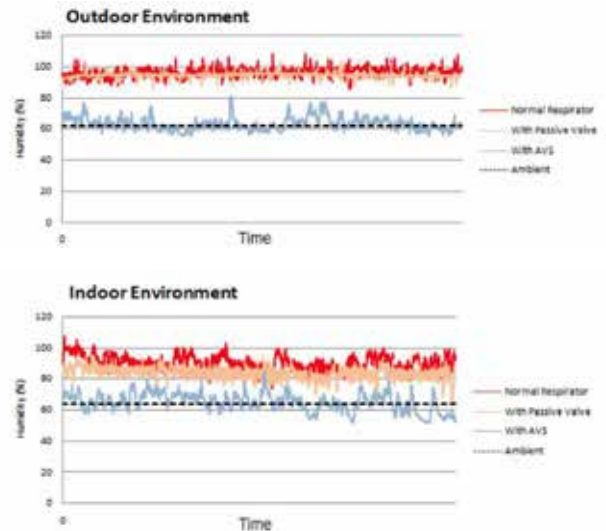 Outdoor Environment
120
100
80
60
40
20
0
Humidity (%)
0
Time
Normal Respirator
With Passive Valve
With AVS
Ambient
Indoor Environment
120
100
80
60
40
20
0
Humidity (%)
0
Time
Normal Respirator
With Passive Valve
With AVS
Ambient